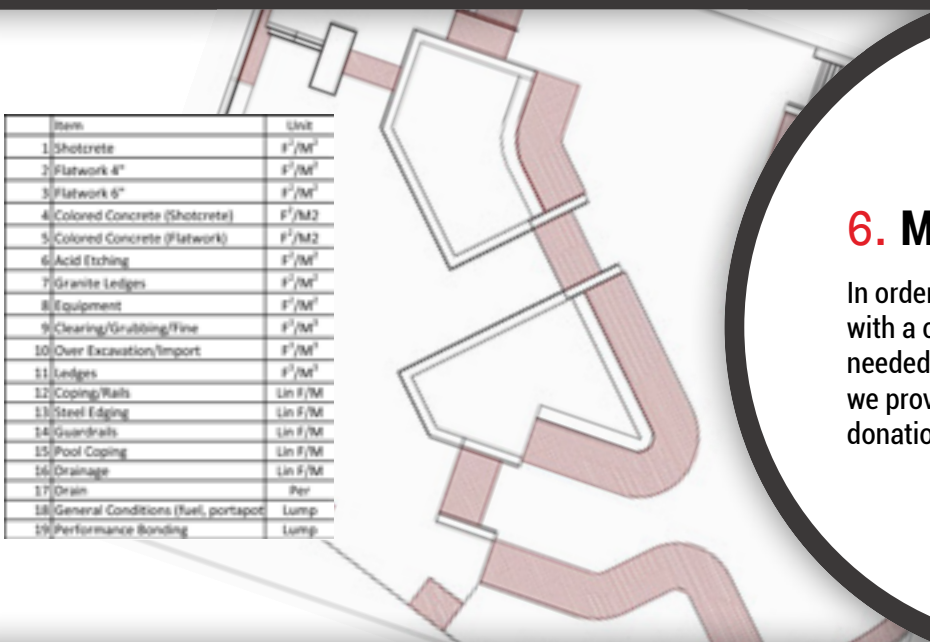 Item Unit
1 Shotcrete F²/M²
2 Flatwork 4" F²/M²
3 Flatwork 6" F²/M²
4 Colored Concrete (Shotcrete) F²/M2
5 Colored Concrete (Flatwork) F²/M2
6 Acid Etching F²/M²
7 Granite Ledges F²/M²
8 Equipment F²/M²
9 Clearing/Grubbing/Fine F³/M³
10 Over Excavation/Import F³/M³
11 Ledges F³/M³
12 Coping/Rails Lin F/M
13 Steel Edging Lin F/M
14 Guardrails Lin F/M
15 Pool Coping Lin F/M
16 Drainage Lin F/M
17 Drain Per
18 General Conditions (fuel, portapot Lump
19 Performance Bonding Lump
6. M
In order
with a c
needed
we prov
donatio